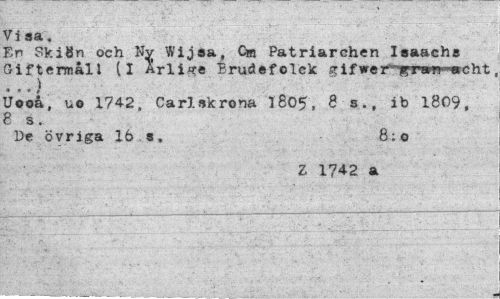 Visa.
En Skiön och Ny Wijsa, Om Patriarchen Isaachs
Giftermål! (I Ärlige Brudefolck gifwer gran acht,
...)
Uooå, uo 1742, Carlskrona 1805, 8 s., ib 1809,
8 s.
De övriga 16 s. 8:o
Z 1742 a